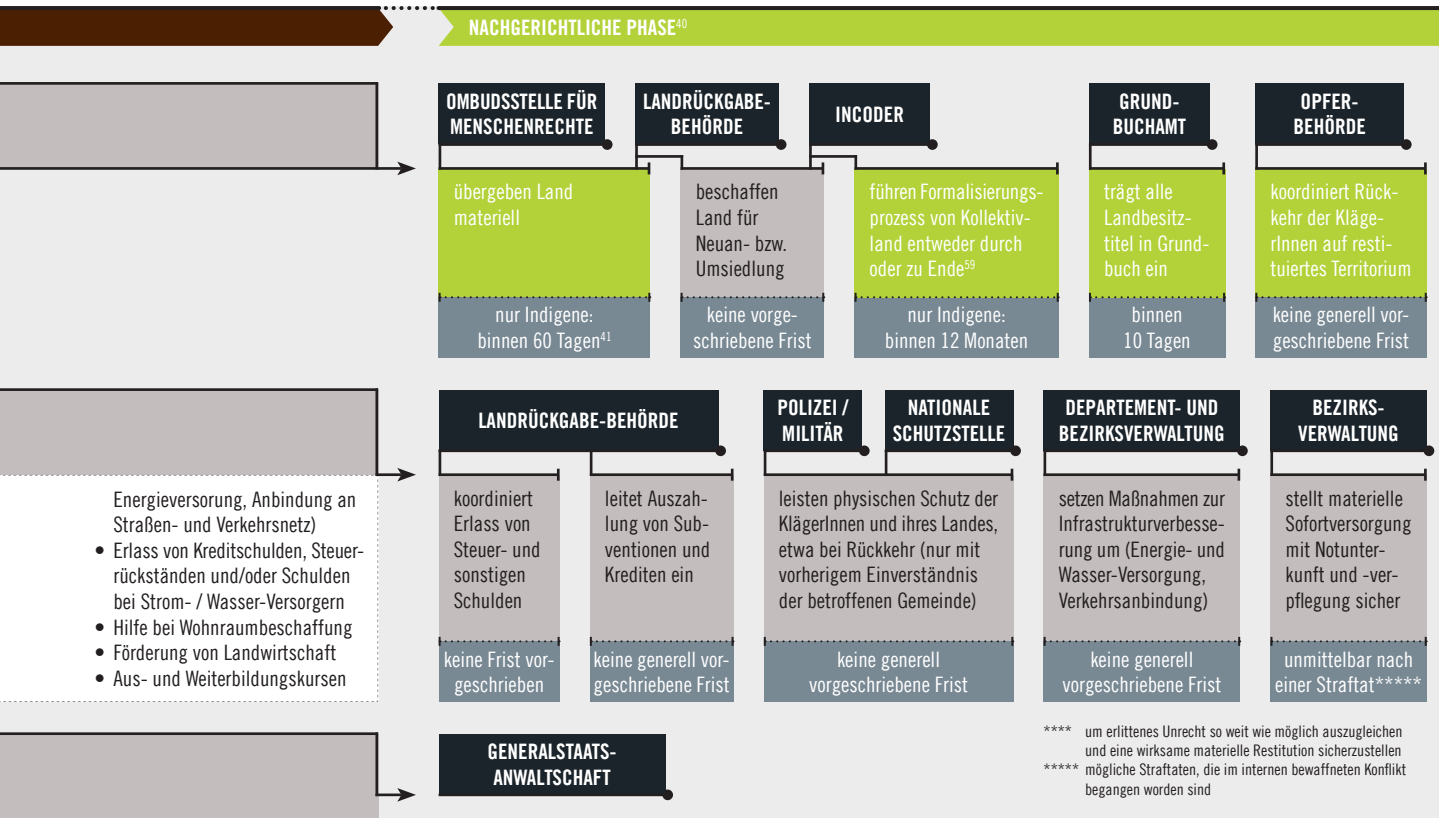 NACHGERICHTLICHE PHASE40
OMBUDSSTELLE FÜR
MENSCHENRECHTE
übergeben Land
materiell
nur Indigene:
binnen 60 Tagen41
LANDRÜCKGABE-
BEHÖRDE
beschaffen
Land für
Neuan- bzw.
Umsiedlung
keine vorge-
schriebene Frist
INCODER
führen Formalisierungs-
prozess von Kollektiv-
land entweder durch
oder zu Ende59
nur Indigene:
binnen 12 Monaten
GRUND-
BUCHAMT
trägt alle
Landbesitz-
titel in Grund-
buch ein
binnen
10 Tagen
OPFER-
BEHÖRDE
koordiniert Rück-
kehr der Kläge-
rInnen auf resti-
tuiertes Territorium
keine generell vor-
geschriebene Frist
Energieversorung, Anbindung an
Straßen- und Verkehrsnetz)
• Erlass von Kreditschulden, Steuer-
rückständen und/oder Schulden
bei Strom- / Wasser-Versorgern
• Hilfe bei Wohnraumbeschaffung
• Förderung von Landwirtschaft
• Aus- und Weiterbildungskursen
LANDRÜCKGABE-BEHÖRDE
koordiniert
Erlass von
Steuer- und
sonstigen
Schulden
keine Frist vor-
geschrieben
leitet Auszah-
lung von Sub-
ventionen und
Krediten ein
keine generell vor-
geschriebene Frist
POLIZEI /
MILITÄR
NATIONALE
SCHUTZSTELLE
leisten physischen Schutz der
KlägerInnen und ihres Landes,
etwa bei Rückkehr (nur mit
vorherigem Einverständnis
der betroffenen Gemeinde)
keine generell
vorgeschriebene Frist
DEPARTEMENT- UND
BEZIRKSVERWALTUNG
setzen Maßnahmen zur
Infrastrukturverbesse-
rung um (Energie- und
Wasser-Versorgung,
Verkehrsanbindung)
keine generell
vorgeschriebene Frist
BEZIRKS-
VERWALTUNG
stellt materielle
Sofortversorgung
mit Notunter-
kunft und -ver-
pflegung sicher
unmittelbar nach
einer Straftat*****
GENERALSTAATS-
ANWALTSCHAFT
**** um erlittenes Unrecht so weit wie möglich auszugleichen
und eine wirksame materielle Restitution sicherzustellen
***** mögliche Straftaten, die im internen bewaffneten Konflikt
begangen worden sind